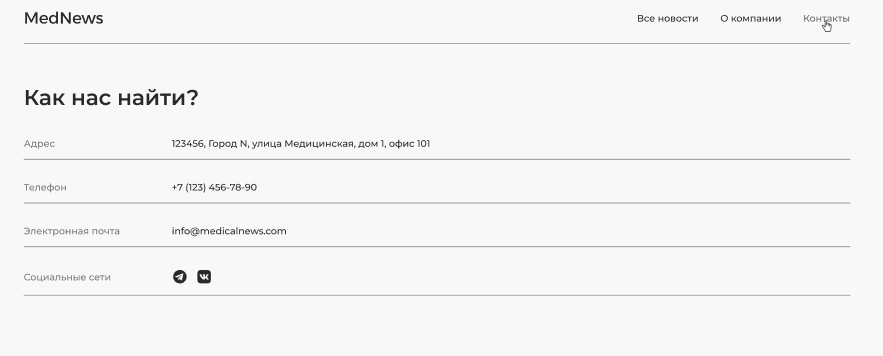 MedNews
Все новости О компании Контакты
Как нас найти?
Адрес 123456, Город N, улица Медицинская, дом 1, офис 101
Телефон +7 (123) 456-78-90
Электронная почта info@medicalnews.com
Социальные сети